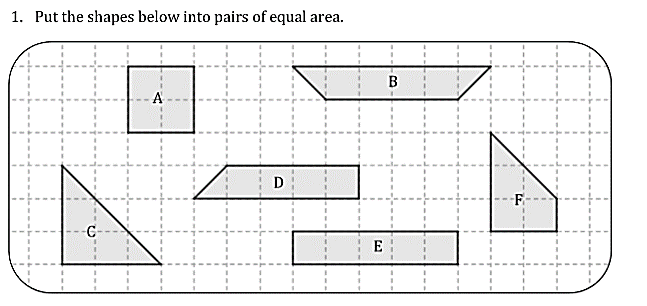 1. Put the shapes below into pairs of equal area.
A
B
D
F
C
E